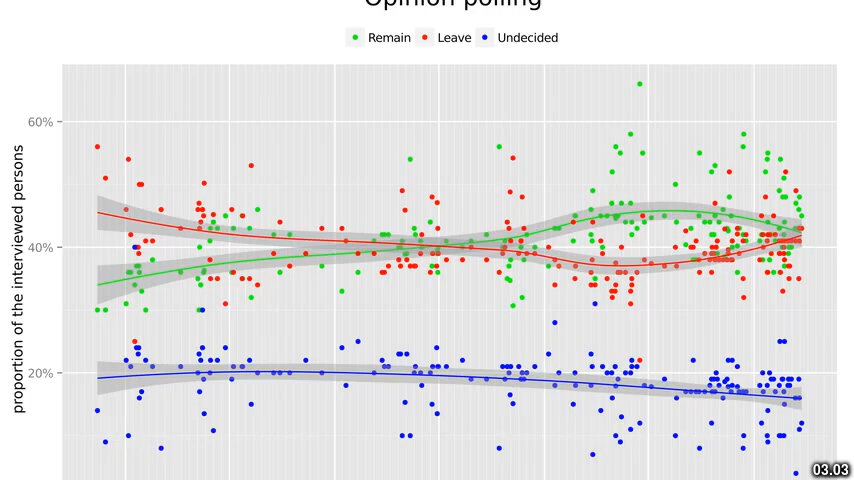 Opinion polling
Remain Leave Undecided
60%
40%
20%
proportion of the interviewed persons
03.03